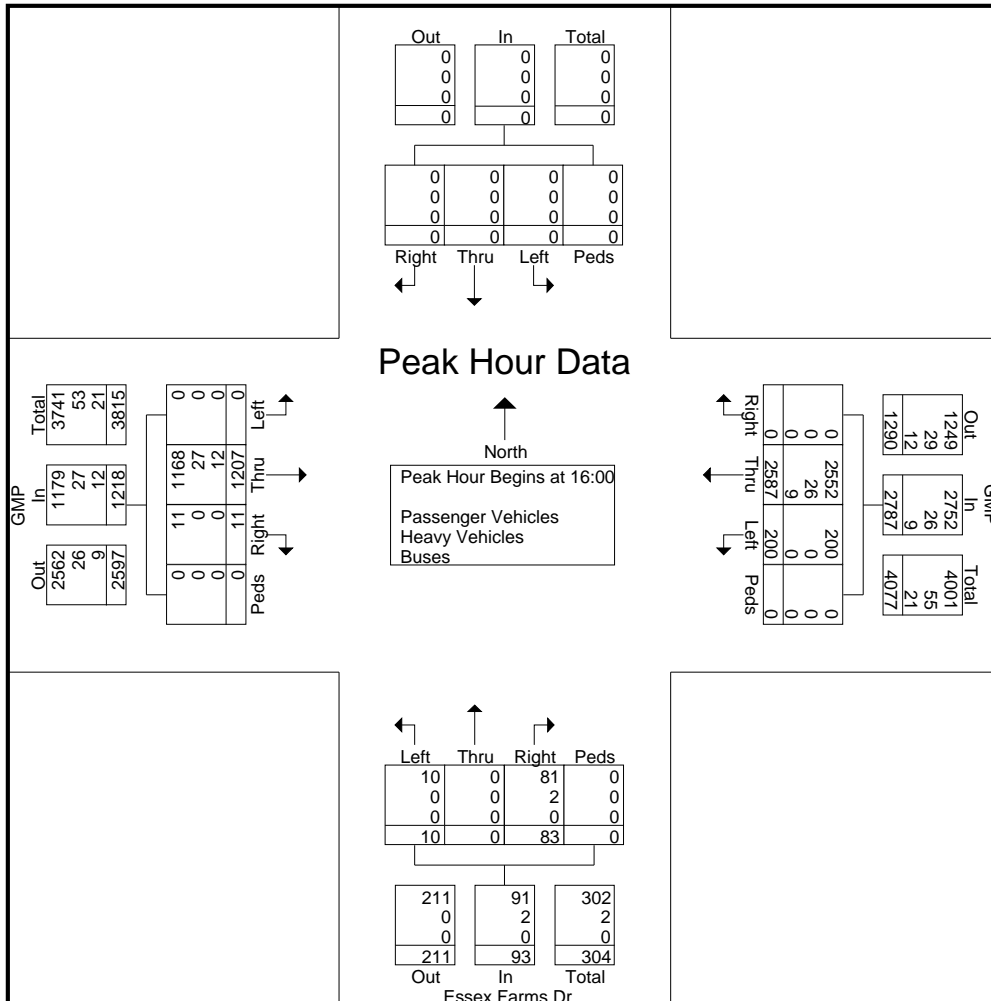 Out In Total
0 0 0
0 0 0
0 0 0
0 0 0
0 0 0 0
0 0 0 0
0 0 0 0
0 0 0 0
Right Thru Left Peds
Peak Hour Data
North
Peak Hour Begins at 16:00
Passenger Vehicles
Heavy Vehicles
Buses
GMP
Out In Total
2562 1179 3741
26 27 53
9 12 21
2597 1218 3815
0 1168 11 0
0 27 0 0
0 12 0 0
0 1207 11 0
Left Thru Right Peds
Right Thru Left Peds
0 2587 200 0
0 9 0 0
0 26 0 0
0 2552 200 0
Out In Total
1249 2752 4001
29 26 55
12 9 21
1290 2787 4077
GMP
Left Thru Right Peds
10 0 81 0
0 0 2 0
0 0 0 0
10 0 83 0
211 91 302
0 2 2
0 0 0
211 93 304
Out In Total
Essex Farms Dr